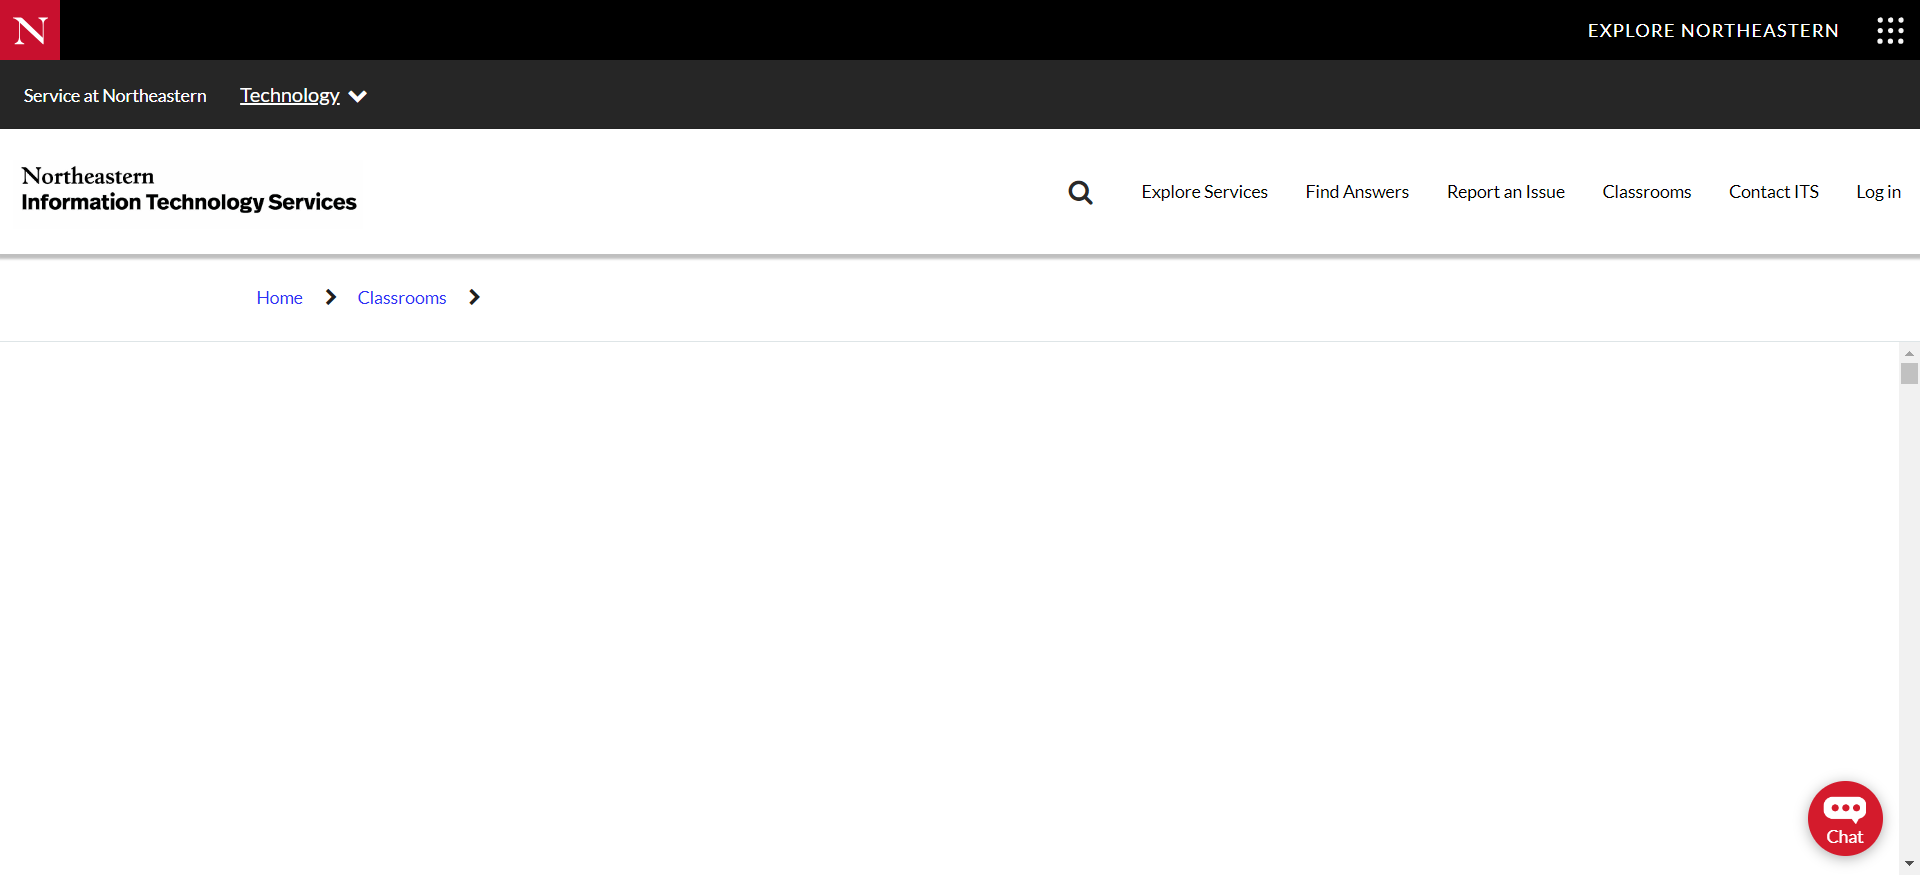 N
EXPLORE NORTHEASTERN
Service at Northeastern Technology
Northeastern
Information Technology Services
Explore Services Find Answers Report an Issue Classrooms Contact ITS Log in
Home Classrooms
Chat